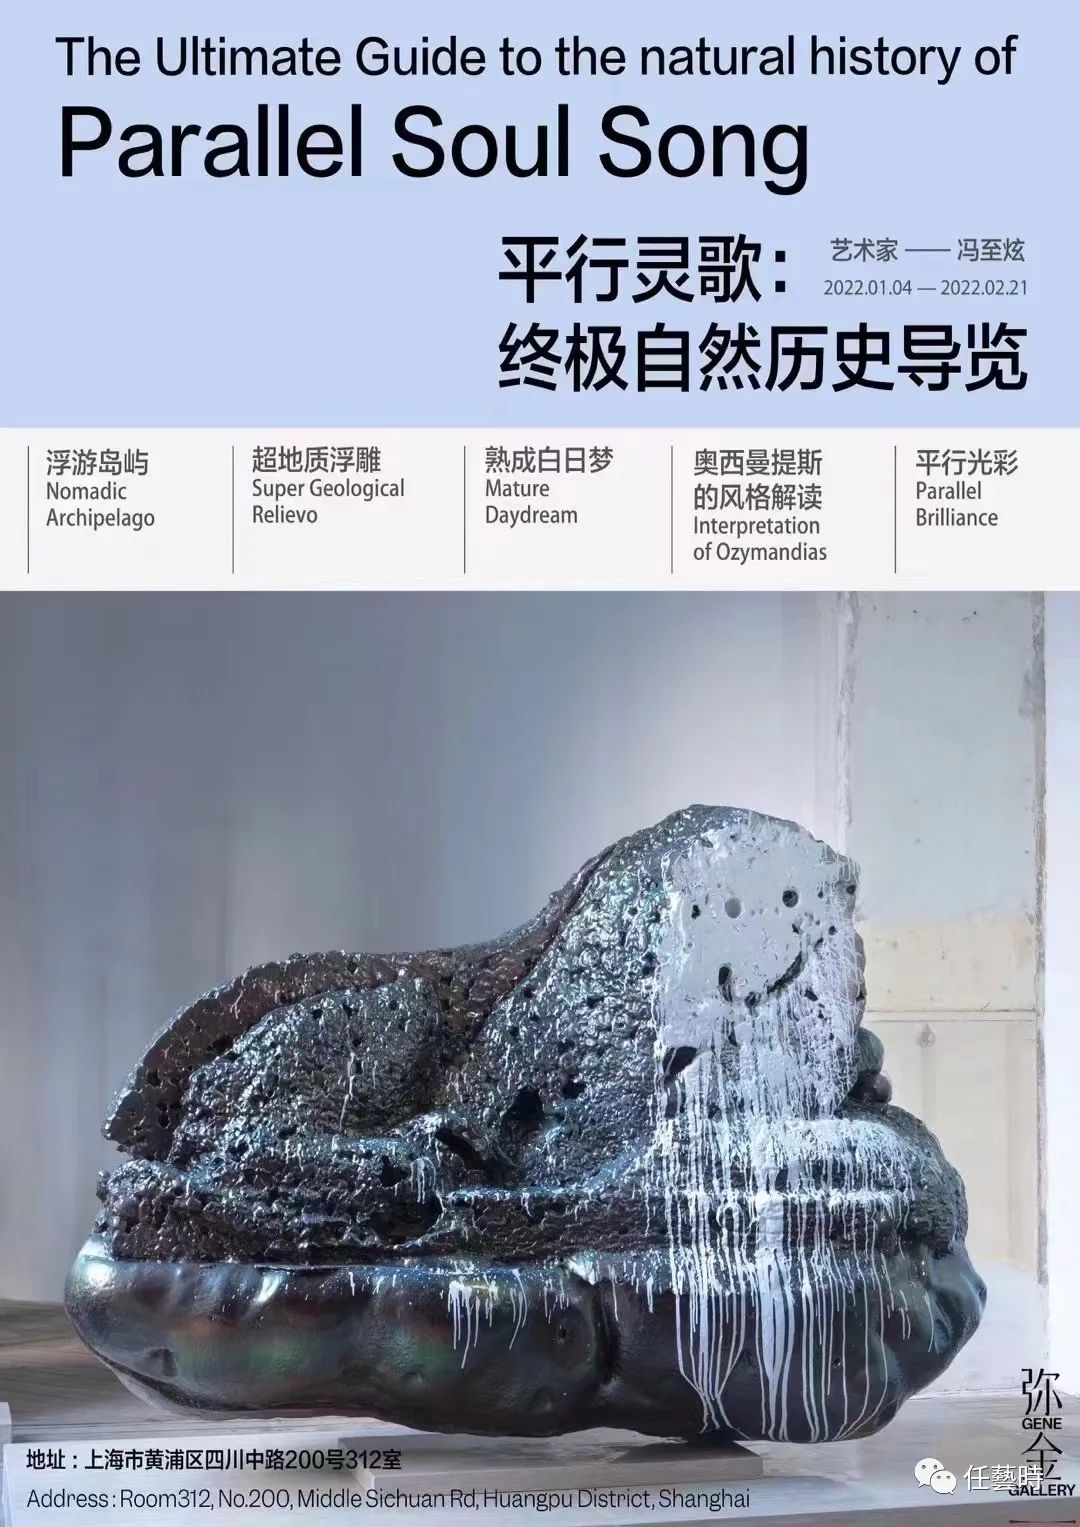 The Ultimate Guide to the natural history of
Parallel Soul Song
平行灵歌：
艺术家 —— 冯至炫
2022.01.04 — 2022.02.21
终极自然历史导览
浮游岛屿
Nomadic
Archipelago
超地质浮雕
Super Geological
Relievo
熟成白日梦
Mature
Daydream
奥西曼提斯
的风格解读
Interpretation
of Ozymandias
平行光彩
Parallel
Brilliance
弥
GENE
金
GALLERY
地址：上海市黄浦区四川中路200号312室
Address : Room312, No.200, Middle Sichuan Rd, Huangpu District, Shanghai
任藝時